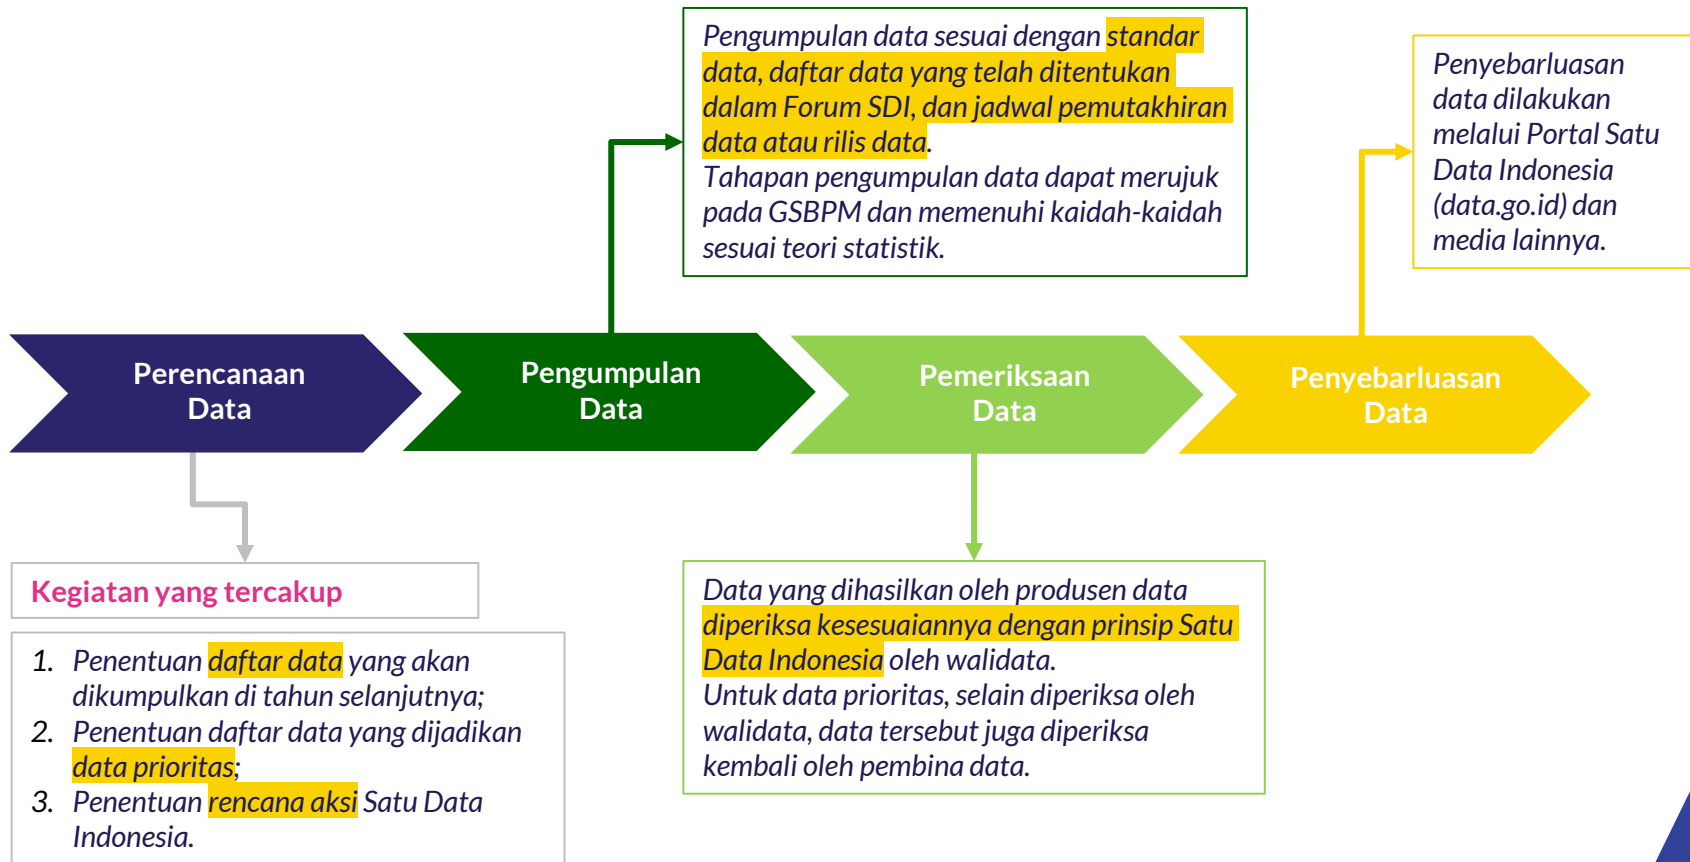 Pengumpulan data sesuai dengan standar
data, daftar data yang telah ditentukan
dalam Forum SDI, dan jadwal pemutakhiran
data atau rilis data.
Tahapan pengumpulan data dapat merujuk
pada GSBPM dan memenuhi kaidah-kaidah
sesuai teori statistik.
Penyebarluasan
data dilakukan
melalui Portal Satu
Data Indonesia
(data.go.id) dan
media lainnya.
Perencanaan
Data
Pengumpulan
Data
Pemeriksaan
Data
Penyebarluasan
Data
Kegiatan yang tercakup
1. Penentuan daftar data yang akan
dikumpulkan di tahun selanjutnya;
2. Penentuan daftar data yang dijadikan
data prioritas;
3. Penentuan rencana aksi Satu Data
Indonesia.
Data yang dihasilkan oleh produsen data
diperiksa kesesuaiannya dengan prinsip Satu
Data Indonesia oleh walidata.
Untuk data prioritas, selain diperiksa oleh
walidata, data tersebut juga diperiksa
kembali oleh pembina data.